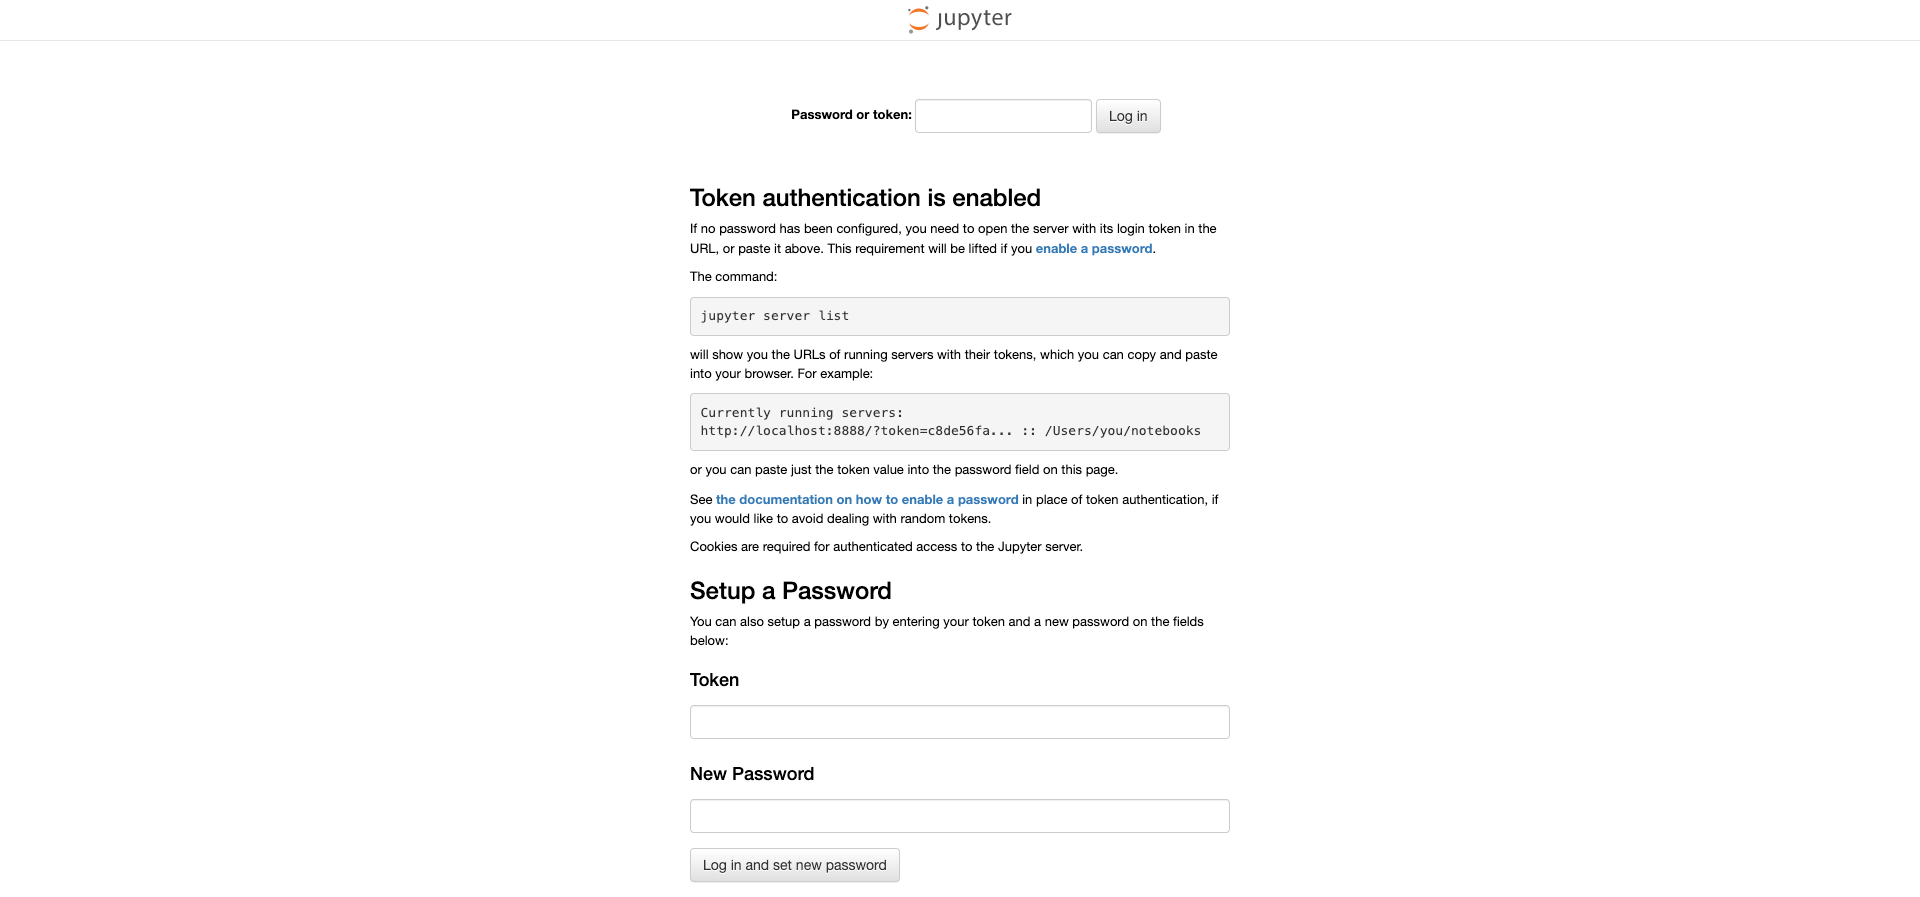 jupyter
Password or token:
Log in
Token authentication is enabled
If no password has been configured, you need to open the server with its login token in the
URL, or paste it above. This requirement will be lifted if you enable a password.
The command:
jupyter server list
will show you the URLs of running servers with their tokens, which you can copy and paste
into your browser. For example:
Currently running servers:
http://localhost:8888/?token=c8de56fa... :: /Users/you/notebooks
or you can paste just the token value into the password field on this page.
See the documentation on how to enable a password in place of token authentication, if
you would like to avoid dealing with random tokens.
Cookies are required for authenticated access to the Jupyter server.
Setup a Password
You can also setup a password by entering your token and a new password on the fields
below:
Token
New Password
Log in and set new password